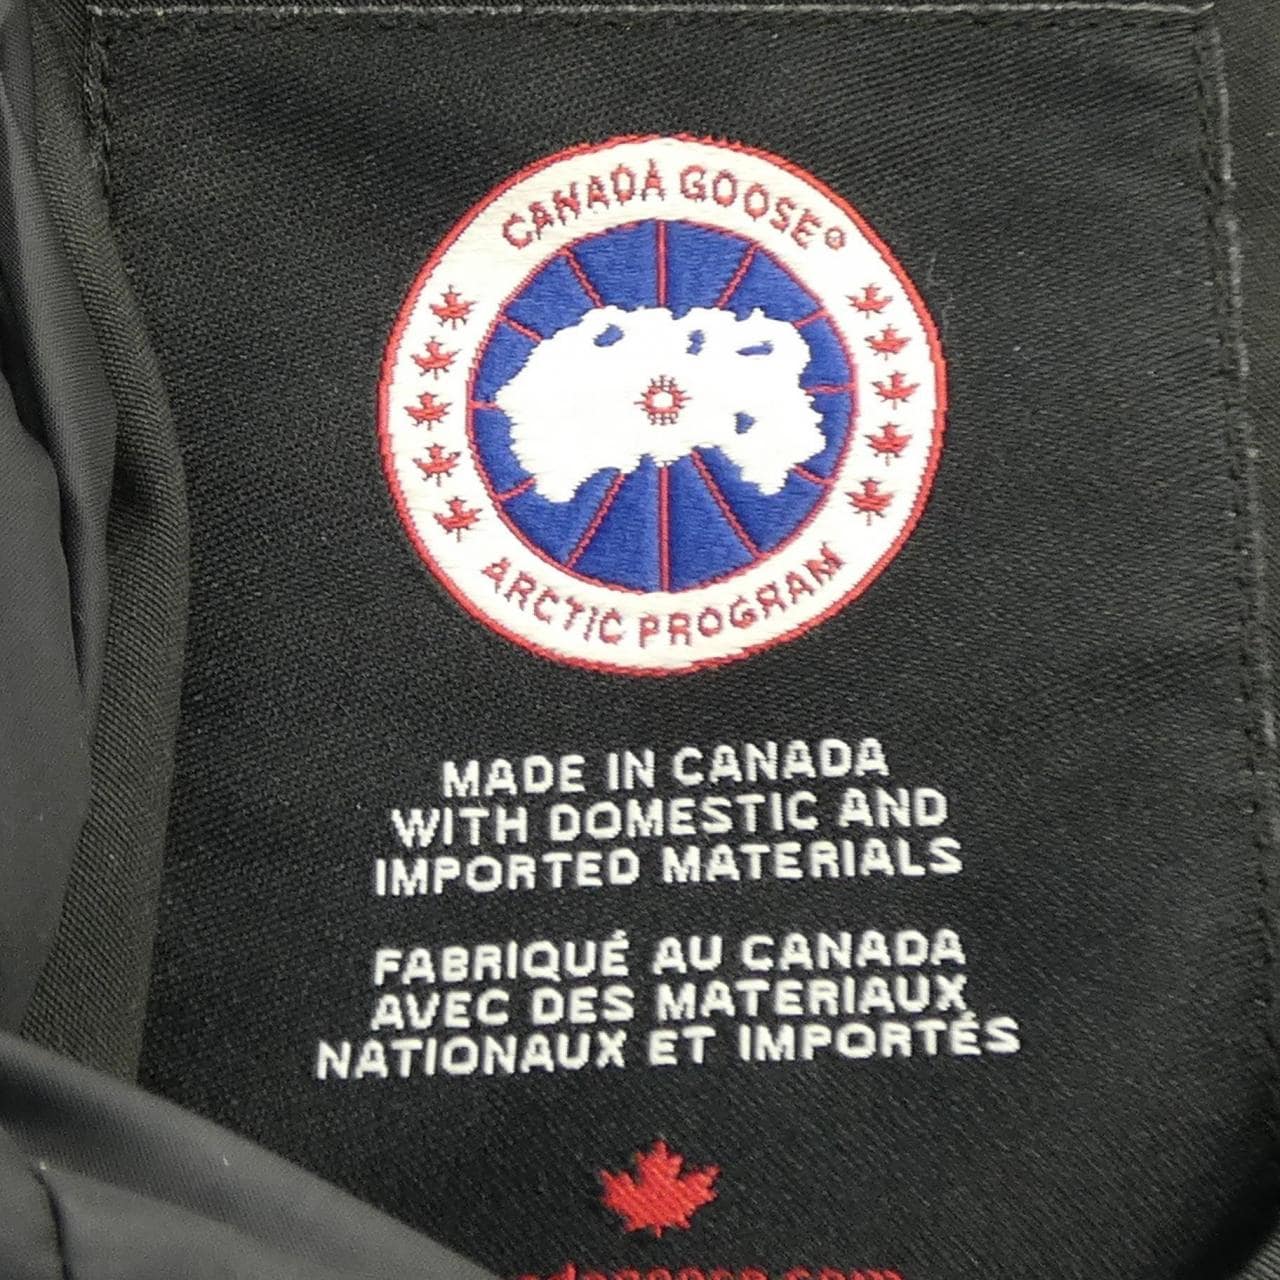 CANADA GOOSE®
ARCTIC PROGRAM
MADE IN CANADA
WITH DOMESTIC AND
IMPORTED MATERIALS
FABRIQUÉ AU CANADA
AVEC DES MATERIAUX
NATIONAUX ET IMPORTÉS